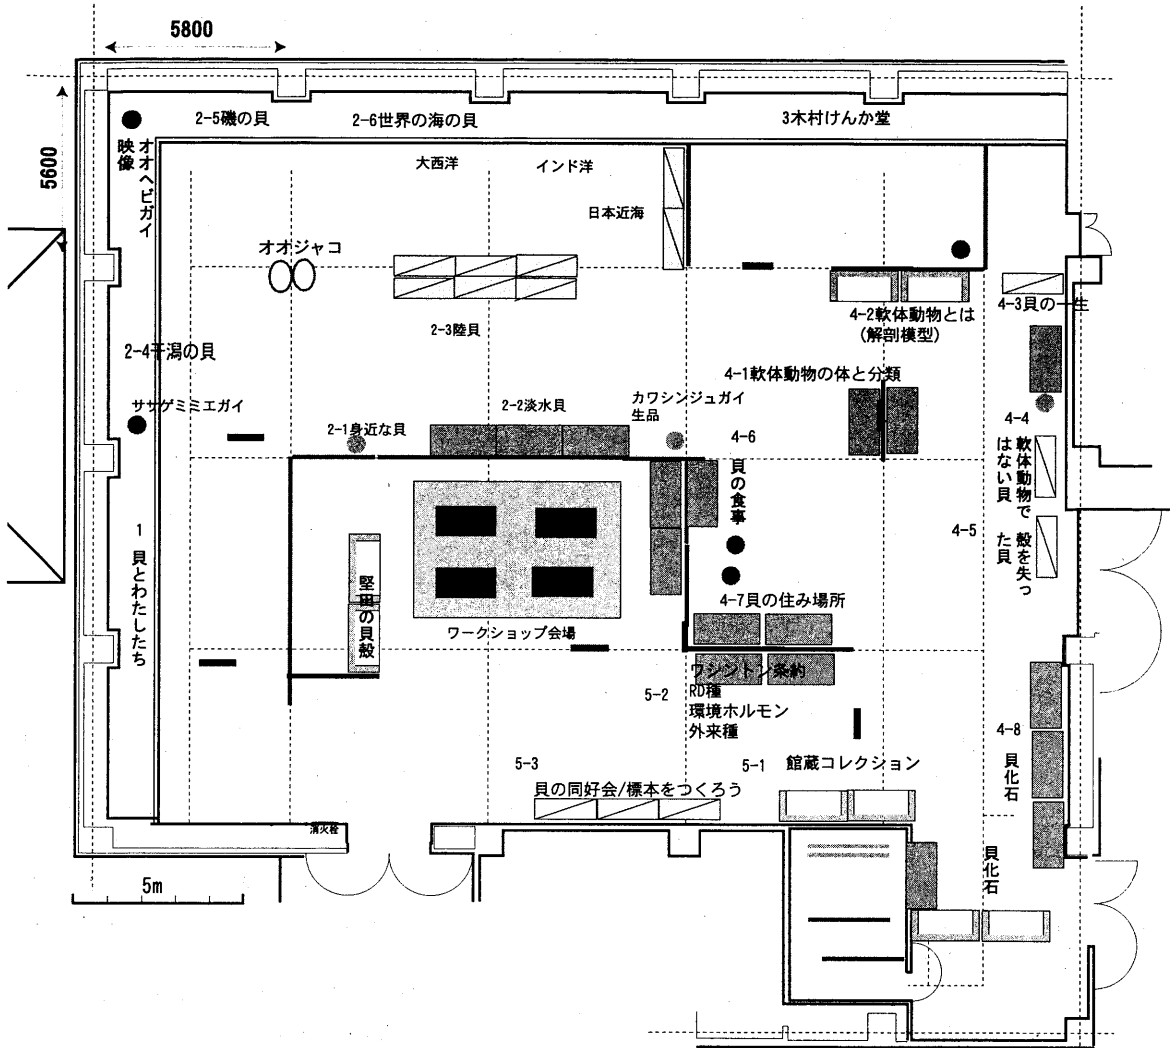 5800
5600
2-5磯の貝
2-6世界の海の貝
3木村けんか堂
オオヘビガイ
映像
大西洋
インド洋
日本近海
オオジャコ
2-3陸貝
4-2軟体動物とは
(解剖模型)
4-3貝の一生
2-4干潟の貝
4-1軟体動物の体と分類
ササゲミミエガイ
2-1身近な貝
2-2淡水貝
カワシンジュガイ
生品
4-6
貝の食事
4-4
軟体動物で 殻を失っ
はない貝 た貝
4-5
1 貝とわたしたち
堅田の貝殻
ワークショップ会場
4-7貝の住み場所
5-2
ワシントン条約
RD種
環境ホルモン
外来種
4-8
貝化石
5-3
貝の同好会/標本をつくろう
5-1
館蔵コレクション
消火栓
貝化石
5m